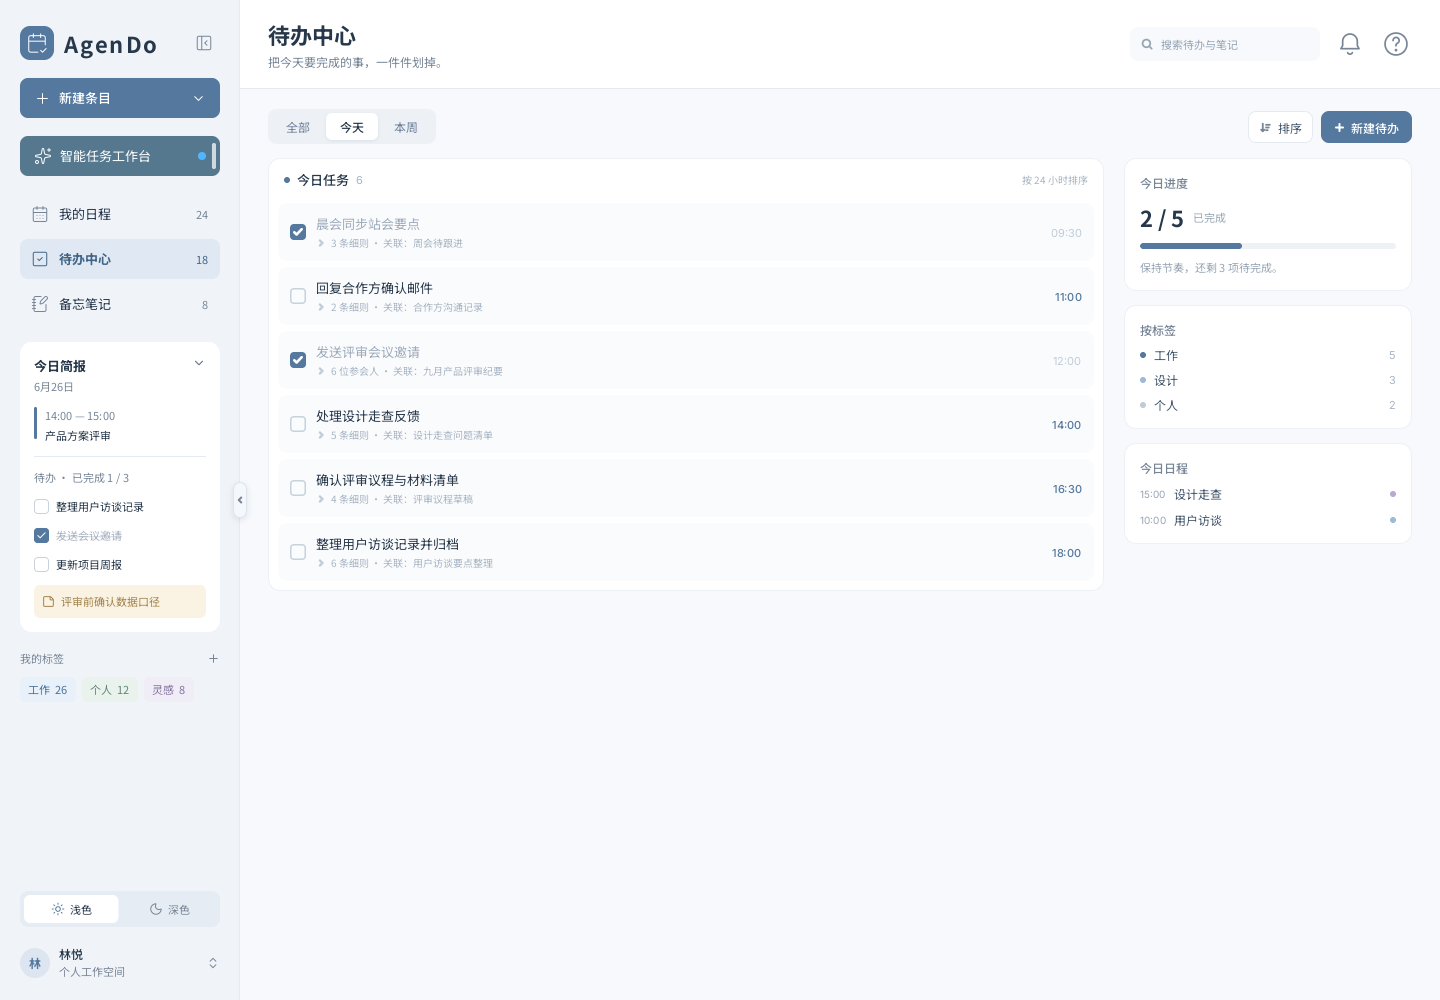 AgenDo
新建条目
智能任务工作台
我的日程 24
待办中心 18
备忘笔记 8
今日简报
6月26日
14:00 — 15:00
产品方案评审
待办 · 已完成 1 / 3
整理用户访谈记录
发送会议邀请
更新项目周报
评审前确认数据口径
我的标签
工作 26 个人 12 灵感 8
浅色 深色
林 林悦
个人工作空间
待办中心
把今天要完成的事，一件件划掉。
搜索待办与笔记
全部 今天 本周
排序 新建待办
今日任务 6 按 24 小时排序
晨会同步站会要点
3 条细则 · 关联：周会待跟进
09:30
回复合作方确认邮件
2 条细则 · 关联：合作方沟通记录
11:00
发送评审会议邀请
6 位参会人 · 关联：九月产品评审纪要
12:00
处理设计走查反馈
5 条细则 · 关联：设计走查问题清单
14:00
确认评审议程与材料清单
4 条细则 · 关联：评审议程草稿
16:30
整理用户访谈记录并归档
6 条细则 · 关联：用户访谈要点整理
18:00
今日进度
2 / 5 已完成
保持节奏，还剩 3 项待完成。
按标签
工作 5
设计 3
个人 2
今日日程
15:00 设计走查
10:00 用户访谈